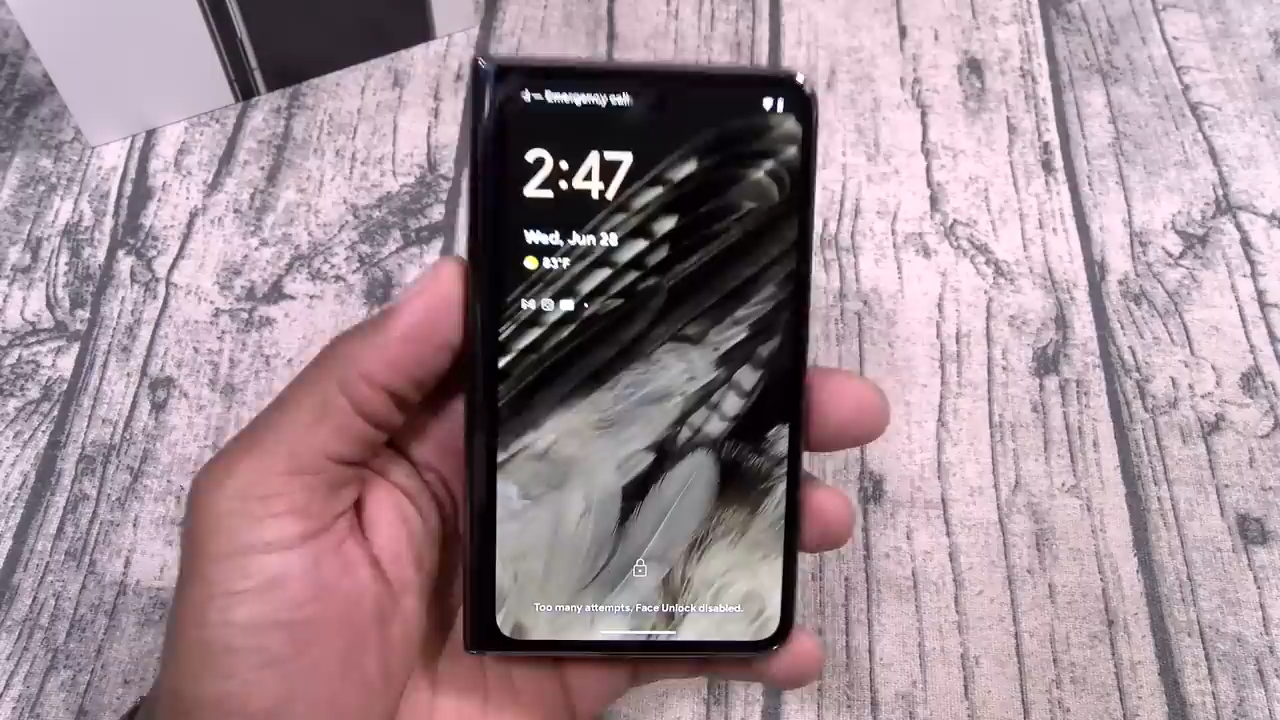 Emergency call
2:47
Wed, Jun 28
83°F
Too many attempts. Face Unlock disabled.